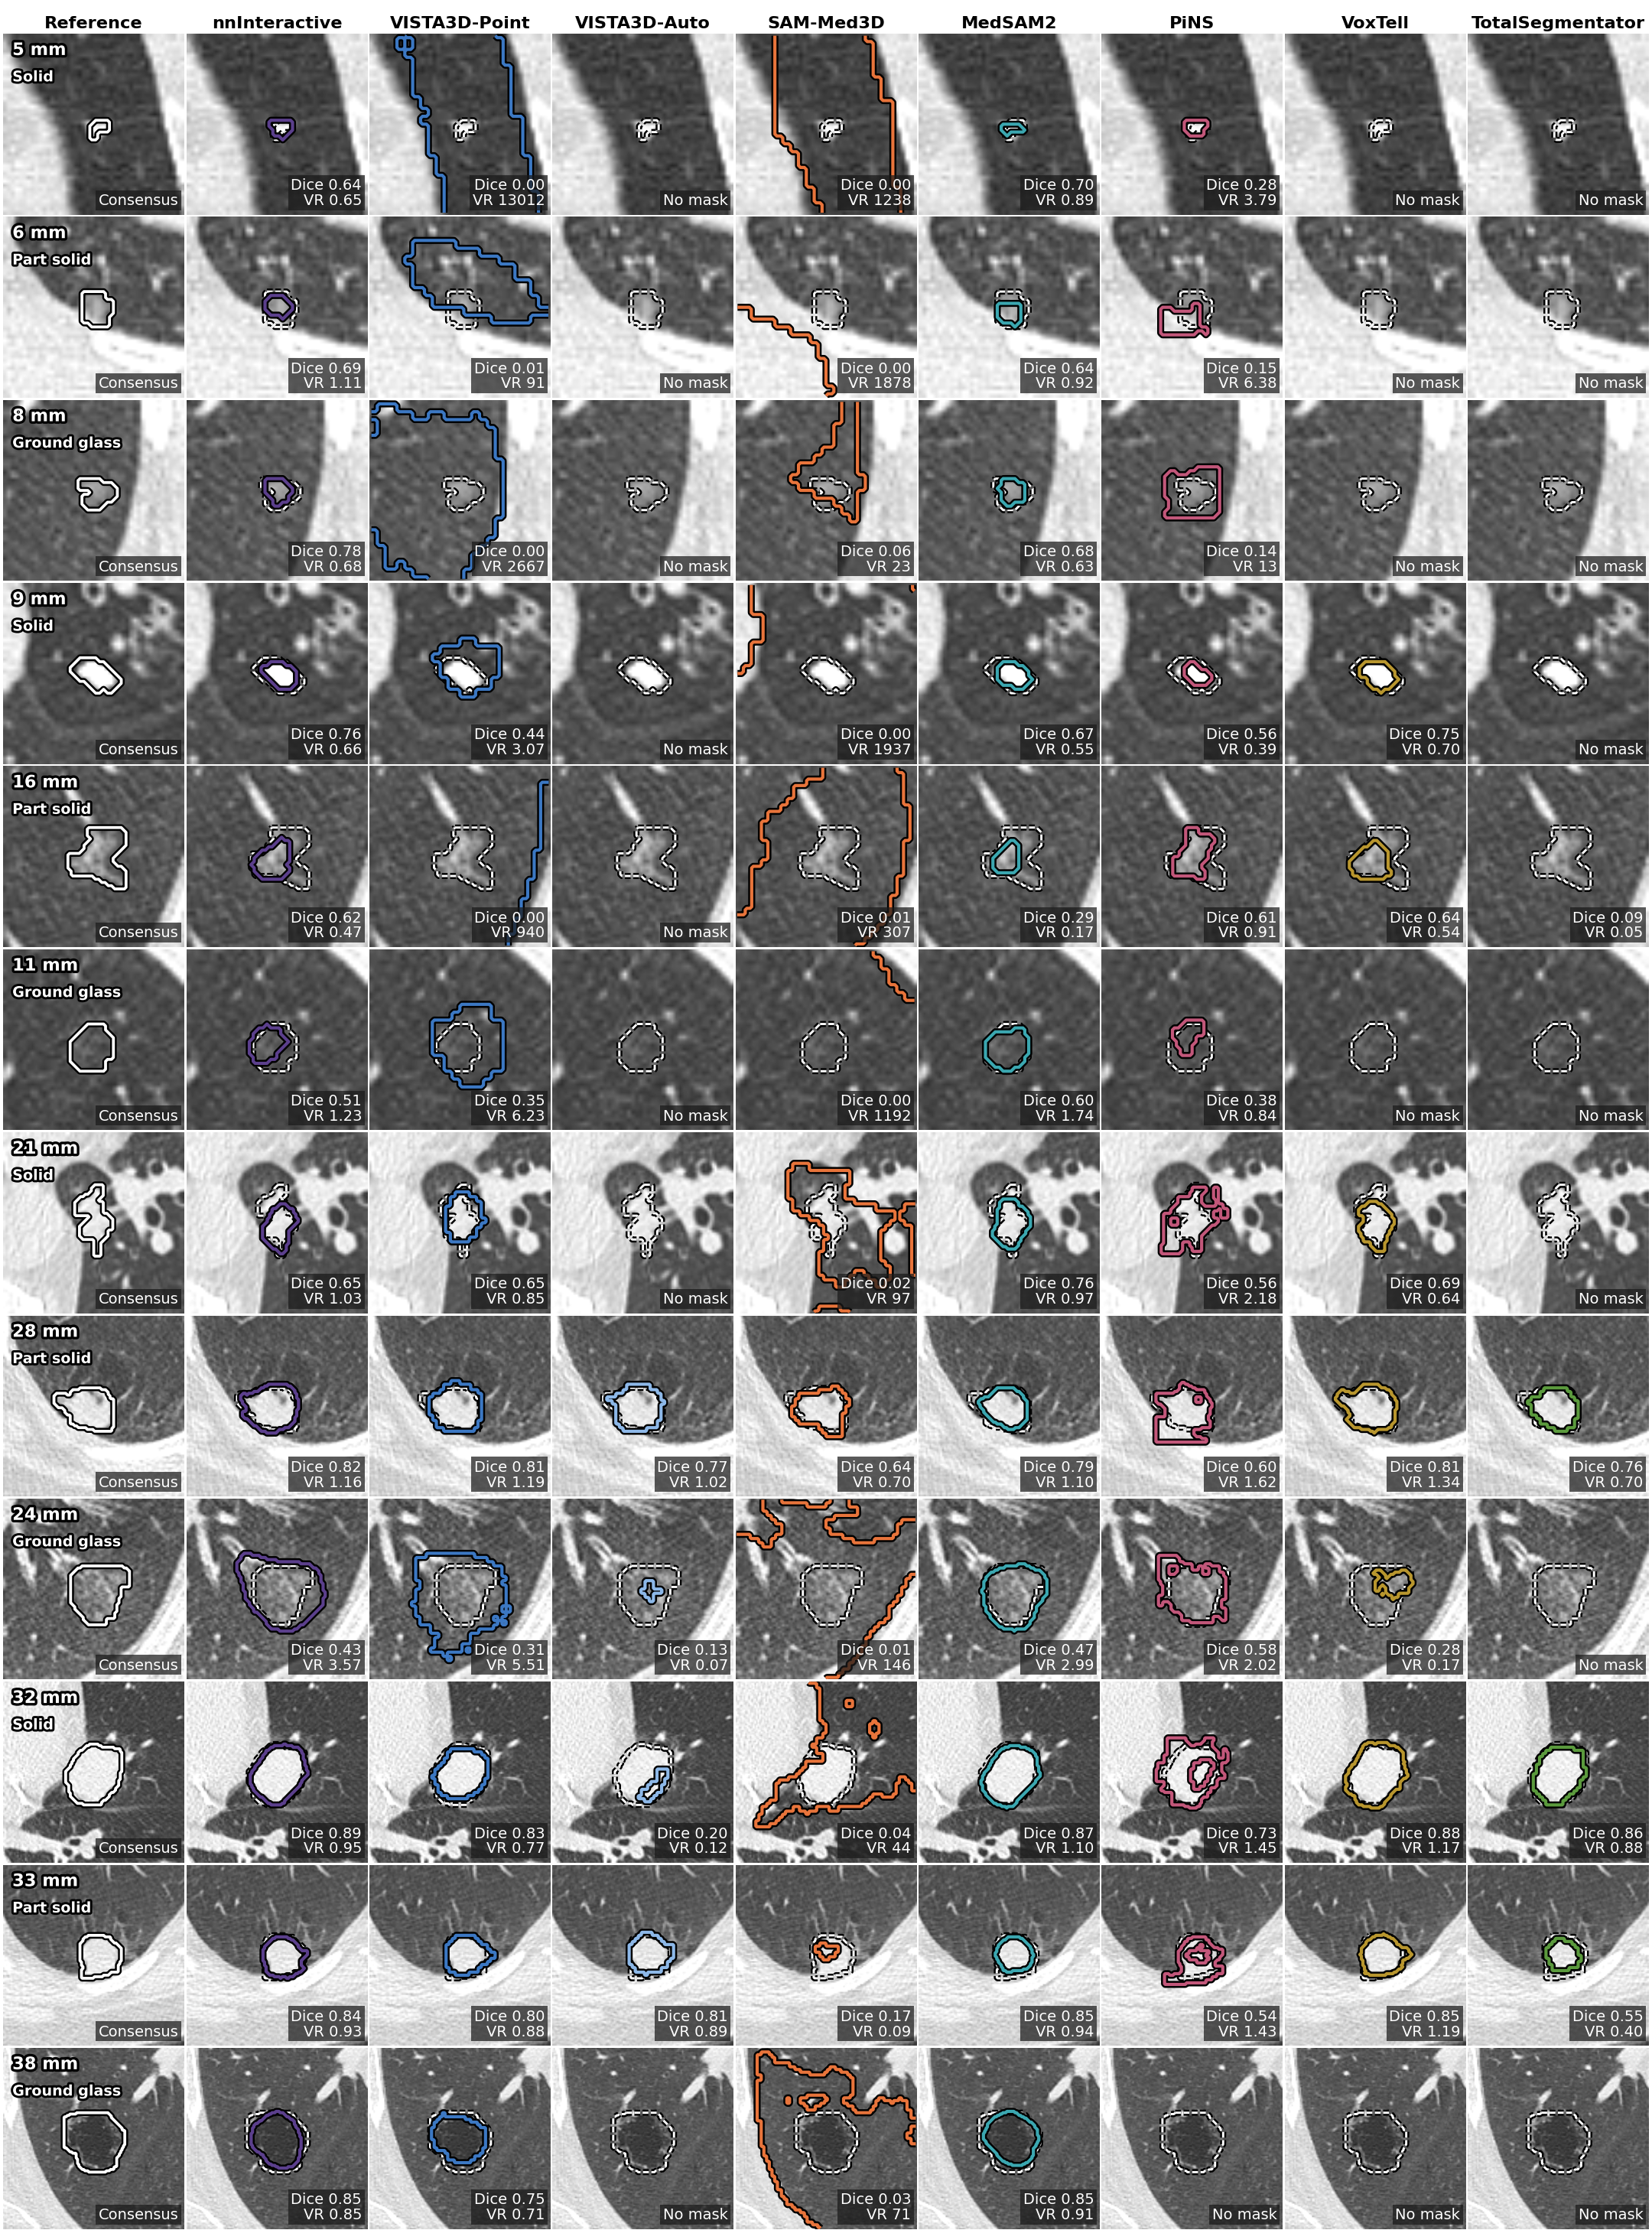 Reference nnInteractive VISTA3D-Point VISTA3D-Auto SAM-Med3D MedSAM2 PiNS VoxTell TotalSegmentator
5 mm
Solid
Dice 0.64 Dice 0.00 Dice 0.00 Dice 0.70 Dice 0.28
Consensus VR 0.65 VR 13012 No mask VR 1238 VR 0.89 VR 3.79 No mask No mask
6 mm
Part solid
Dice 0.69 Dice 0.01 Dice 0.00 Dice 0.64 Dice 0.15
Consensus VR 1.11 VR 91 No mask VR 1878 VR 0.92 VR 6.38 No mask No mask
8 mm
Ground glass
Dice 0.78 Dice 0.00 Dice 0.06 Dice 0.68 Dice 0.14
Consensus VR 0.68 VR 2667 No mask VR 23 VR 0.63 VR 13 No mask No mask
9 mm
Solid
Dice 0.76 Dice 0.44 Dice 0.00 Dice 0.67 Dice 0.56 Dice 0.75
Consensus VR 0.66 VR 3.07 No mask VR 1937 VR 0.55 VR 0.39 VR 0.70 No mask
16 mm
Part solid
Dice 0.62 Dice 0.00 Dice 0.01 Dice 0.29 Dice 0.61 Dice 0.64 Dice 0.09
Consensus VR 0.47 VR 940 No mask VR 307 VR 0.17 VR 0.91 VR 0.54 VR 0.05
11 mm
Ground glass
Dice 0.51 Dice 0.35 Dice 0.00 Dice 0.60 Dice 0.38
Consensus VR 1.23 VR 6.23 No mask VR 1192 VR 1.74 VR 0.84 No mask No mask
21 mm
Solid
Dice 0.65 Dice 0.65 Dice 0.02 Dice 0.76 Dice 0.56 Dice 0.69
Consensus VR 1.03 VR 0.85 No mask VR 97 VR 0.97 VR 2.18 VR 0.64 No mask
28 mm
Part solid
Dice 0.82 Dice 0.81 Dice 0.77 Dice 0.64 Dice 0.79 Dice 0.60 Dice 0.81 Dice 0.76
Consensus VR 1.16 VR 1.19 VR 1.02 VR 0.70 VR 1.10 VR 1.62 VR 1.34 VR 0.70
24 mm
Ground glass
Dice 0.43 Dice 0.31 Dice 0.13 Dice 0.01 Dice 0.47 Dice 0.58 Dice 0.28
Consensus VR 3.57 VR 5.51 VR 0.07 VR 146 VR 2.99 VR 2.02 VR 0.17 No mask
32 mm
Solid
Dice 0.89 Dice 0.83 Dice 0.20 Dice 0.04 Dice 0.87 Dice 0.73 Dice 0.88 Dice 0.86
Consensus VR 0.95 VR 0.77 VR 0.12 VR 44 VR 1.10 VR 1.45 VR 1.17 VR 0.88
33 mm
Part solid
Dice 0.84 Dice 0.80 Dice 0.81 Dice 0.17 Dice 0.85 Dice 0.54 Dice 0.85 Dice 0.55
Consensus VR 0.93 VR 0.88 VR 0.89 VR 0.09 VR 0.94 VR 1.43 VR 1.19 VR 0.40
38 mm
Ground glass
Dice 0.85 Dice 0.75 Dice 0.03 Dice 0.85
Consensus VR 0.85 VR 0.71 No mask VR 71 VR 0.91 No mask No mask No mask